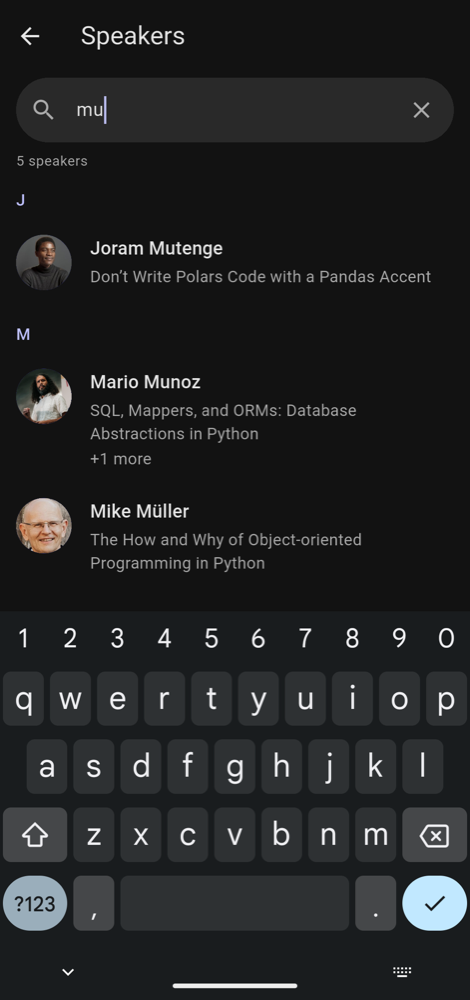 Speakers
mu
5 speakers
J
Joram Mutenge
Don’t Write Polars Code with a Pandas Accent
M
Mario Munoz
SQL, Mappers, and ORMs: Database
Abstractions in Python
+1 more
Mike Müller
The How and Why of Object-oriented
Programming in Python
1 2 3 4 5 6 7 8 9 0
q w e r t y u i o p
a s d f g h j k l
z x c v b n m
?123 , .